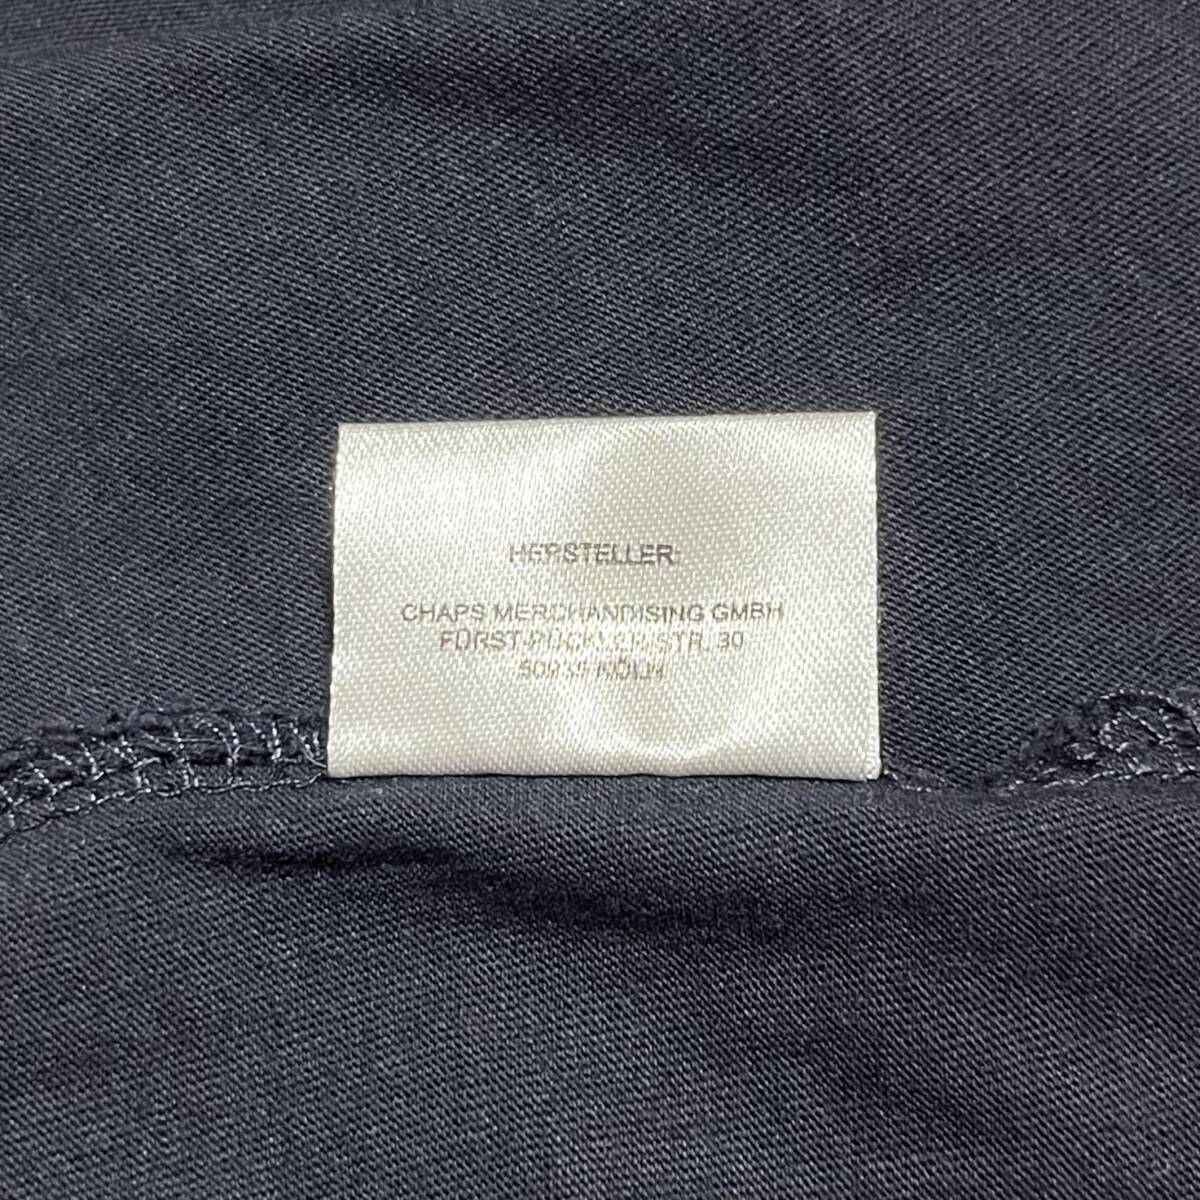 HERSTELLER:
CHAPS MERCHANDISING GMBH
FÜRST-PÜCKLER-STR. 30
50935 KÖLN